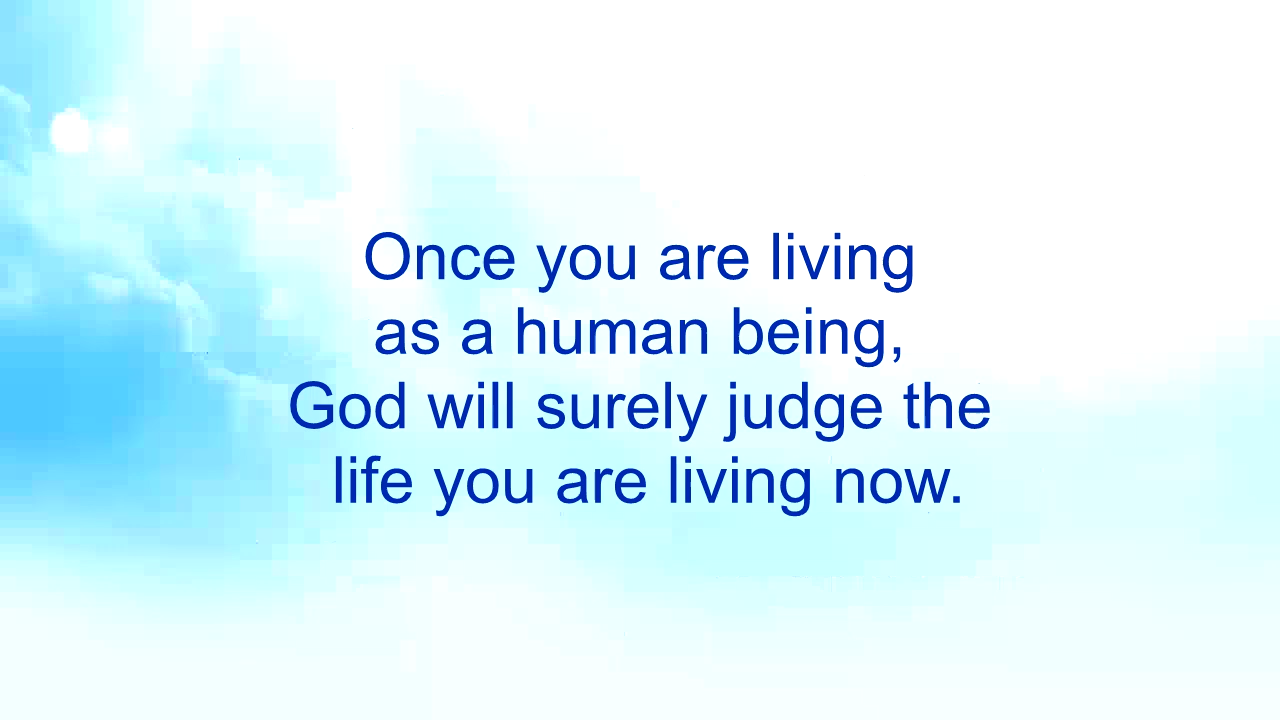 Once you are living
as a human being,
God will surely judge the
life you are living now.